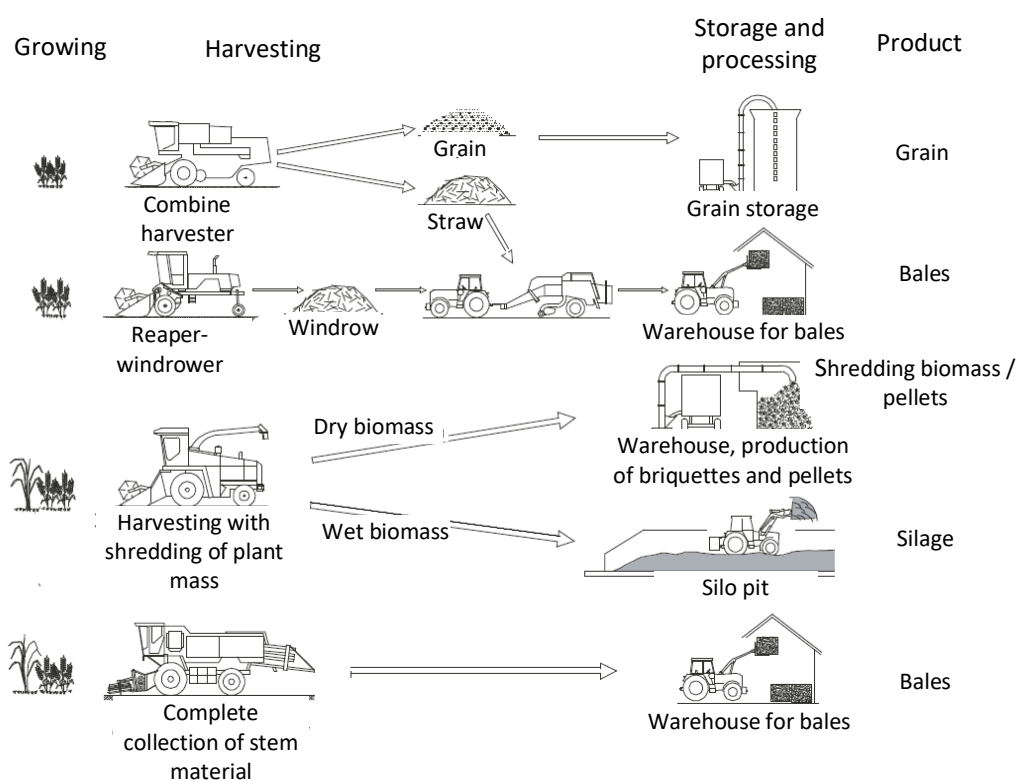 Growing
Harvesting
Storage and
processing
Product
Grain
Straw
Combine
harvester
Grain storage
Grain
Reaper-
windrower
Windrow
Warehouse for bales
Bales
Dry biomass
Wet biomass
Harvesting with
shredding of plant
mass
Warehouse, production
of briquettes and pellets
Shredding biomass /
pellets
Silo pit
Silage
Complete
collection of stem
material
Warehouse for bales
Bales